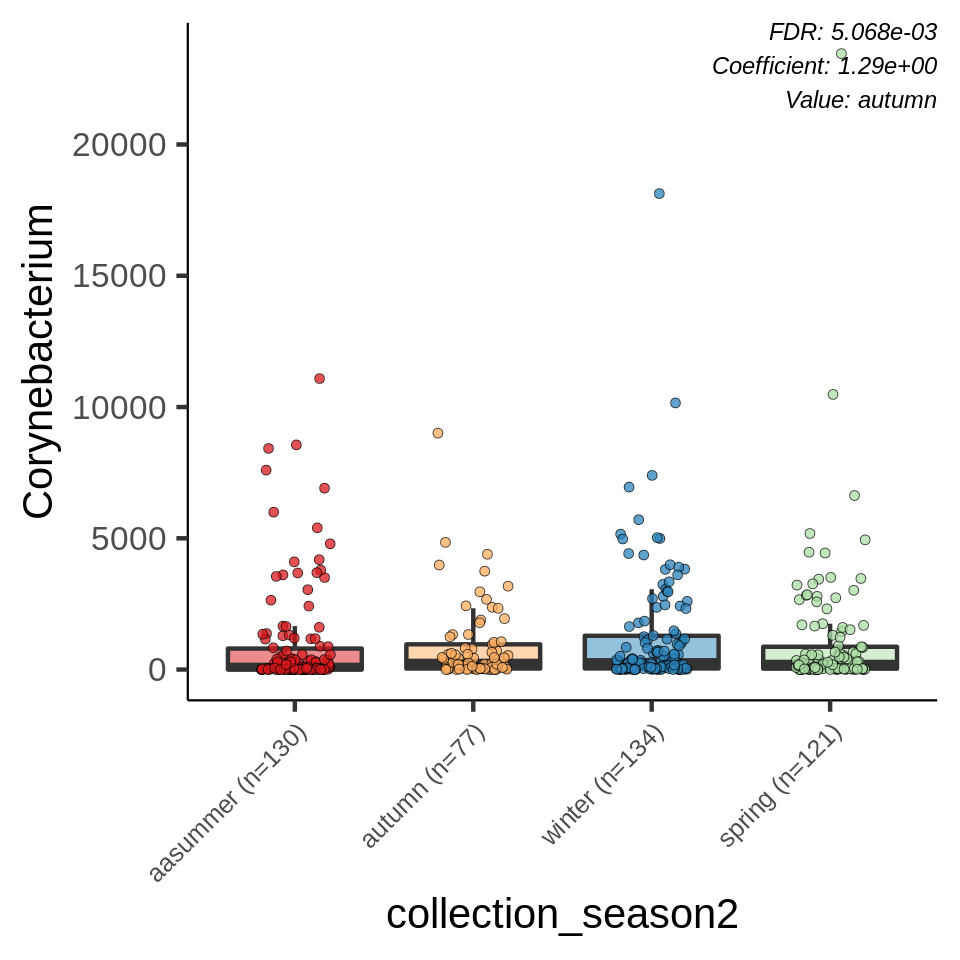 FDR: 5.068e-03
Coefficient: 1.29e+00
Value: autumn
Corynebacterium
20000
15000
10000
5000
0
aasummer (n=130)
autumn (n=77)
winter (n=134)
spring (n=121)
collection_season2